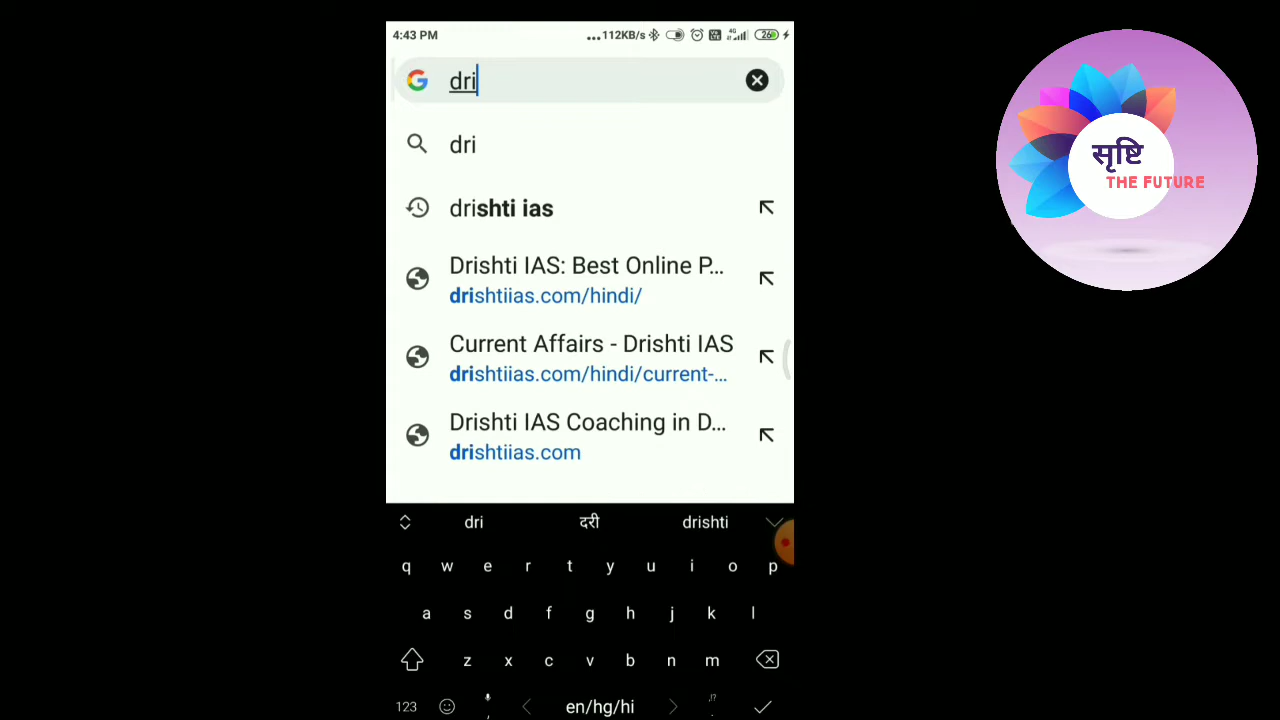 4:43 PM
...112KB/s
4G
26
dri
dri
drishti ias
Drishti IAS: Best Online P...
drishtiias.com/hindi/
Current Affairs - Drishti IAS
drishtiias.com/hindi/current-...
Drishti IAS Coaching in D...
drishtiias.com
dri दरी drishti
q w e r t y u i o p
a s d f g h j k l
z x c v b n m
123 , < en/hg/hi > .
सृष्टि
THE FUTURE